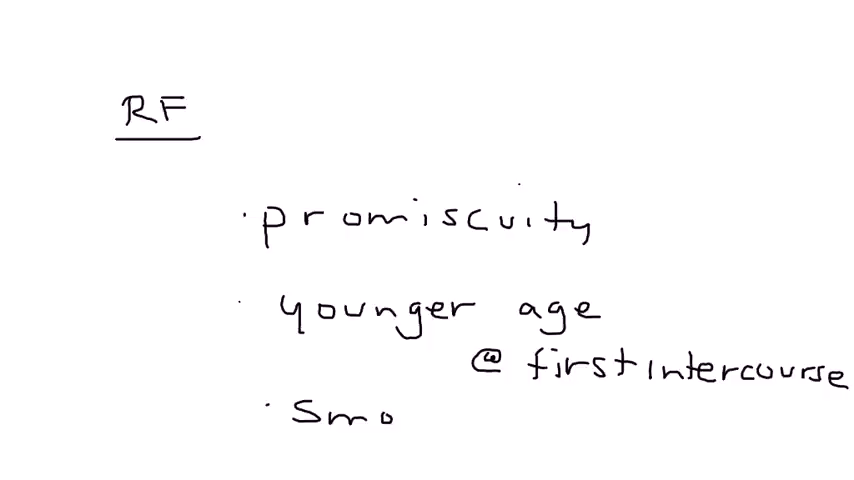 RF
· promiscuity
· younger age
@ first intercourse
· Smo